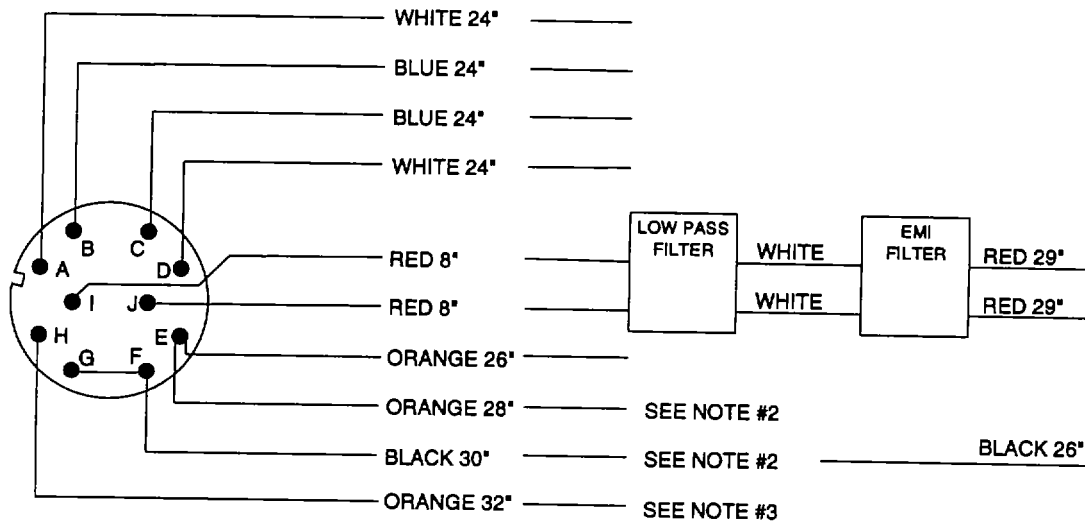 WHITE 24"
BLUE 24"
BLUE 24"
WHITE 24"
B
C
A
D
I
J
H
E
G
F
RED 8"
RED 8"
LOW PASS
FILTER
WHITE
WHITE
EMI
FILTER
RED 29"
RED 29"
ORANGE 26"
ORANGE 28"
SEE NOTE #2
BLACK 30"
SEE NOTE #2
BLACK 26"
ORANGE 32"
SEE NOTE #3